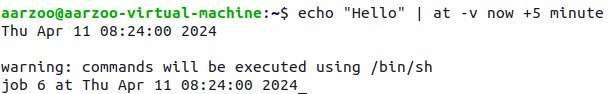 aarzoo@aarzoo-virtual-machine:~$ echo "Hello" | at -v now +5 minute
Thu Apr 11 08:24:00 2024
warning: commands will be executed using /bin/sh
job 6 at Thu Apr 11 08:24:00 2024_